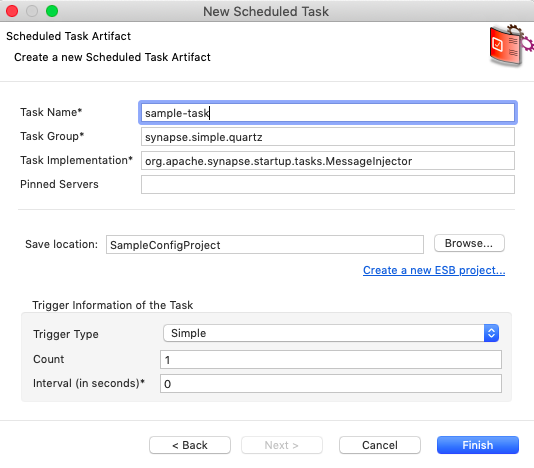 New Scheduled Task
Scheduled Task Artifact
Create a new Scheduled Task Artifact
Task Name* sample-task
Task Group* synapse.simple.quartz
Task Implementation* org.apache.synapse.startup.tasks.MessageInjector
Pinned Servers
Save location: SampleConfigProject Browse...
Create a new ESB project...
Trigger Information of the Task
Trigger Type Simple
Count 1
Interval (in seconds)* 0
< Back Next > Cancel Finish